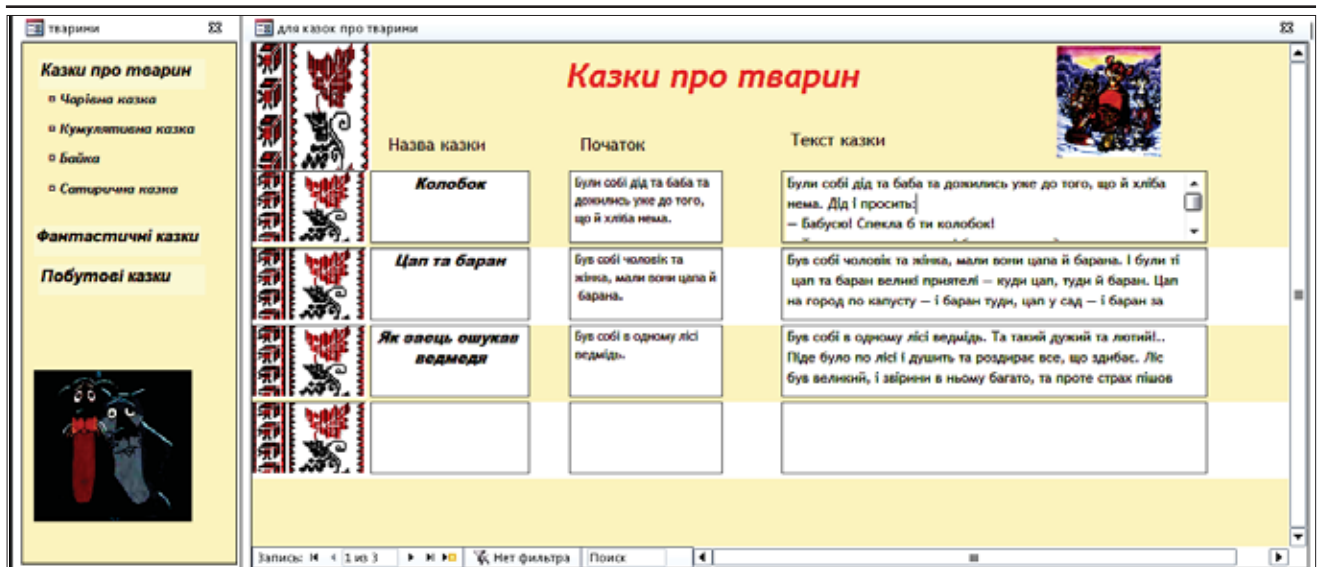 тварини
Казки про тварин
Чарівна казка
Кумулятивна казка
Байка
Сатирична казка
Фантастичні казки
Побутові казки
для казок про тварини
Казки про тварин
Назва казки
Початок
Текст казки
Колобок
Були собі дід та баба та
дожились уже до того,
що й хліба нема.
Були собі дід та баба та дожились уже до того, що й хліба
нема. Дід і просить:
— Бабусю! Спекла б ти колобок!
Цап та баран
Був собі чоловік та
жінка, мали вони цапа й
барана.
Був собі чоловік та жінка, мали вони цапа й барана. І були ті
цап та баран великі приятелі — куди цап, туди й баран. Цап
на город по капусту — і баран туди, цап у сад — і баран за
Як заєць ошукав
ведмедя
Був собі в одному лісі
ведмідь.
Був собі в одному лісі ведмідь. Та такий дужий та лютий!..
Піде було по лісі і душить та роздирає все, що здибає. Ліс
був великий, і звірини в ньому багато, та проте страх пішов
Запись: 1 из 3 Нет фильтра Поиск